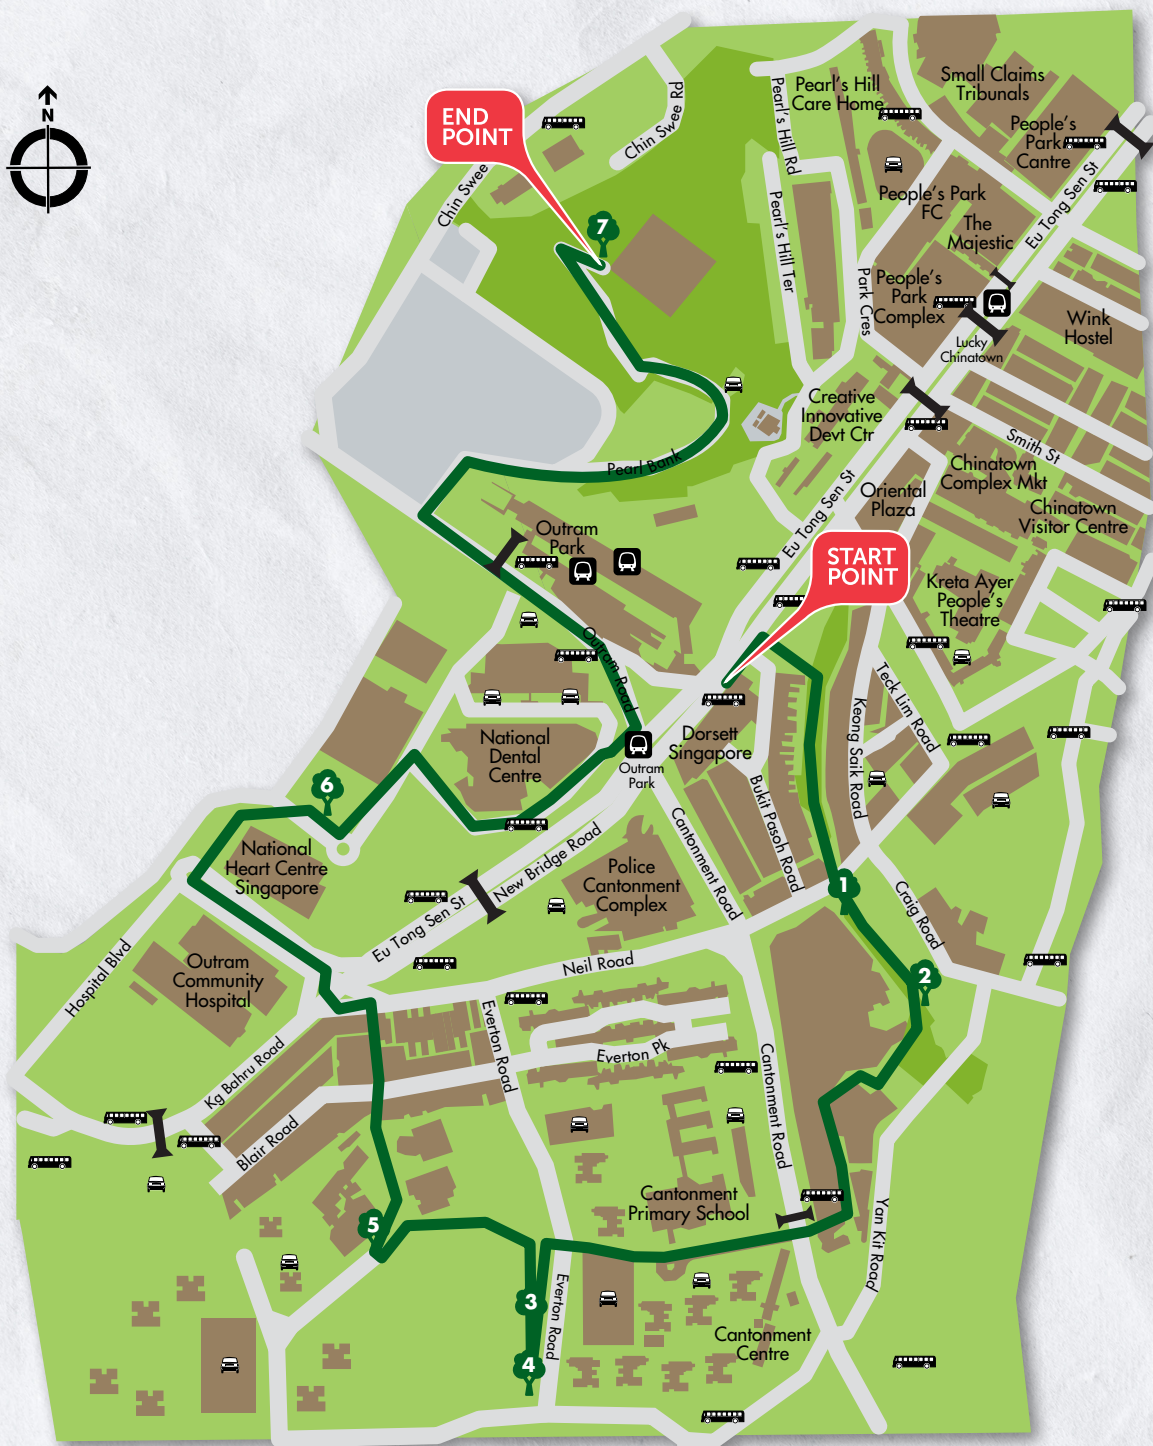 N
END
POINT
Chin Swee Rd
Chin Swee
Pearl's Hill
Care Home
Pearl's Hill Rd
Pearl's Hill Ter
Small Claims
Tribunals
People's
Park
Cantre
Eu Tong Sen St
People's Park
FC
The
Majestic
People's
Park
Complex
Park Cres
Lucky
Chinatown
Wink
Hostel
7
Creative
Innovative
Devt Ctr
Smith St
Chinatown
Complex Mkt
Chinatown
Visitor Centre
Oriental
Plaza
Eu Tong Sen St
Pearl Bank
Outram
Park
START
POINT
Kreta Ayer
People's
Theatre
Outram Road
Teck Lim Road
Keong Saik Road
National
Dental
Centre
Dorsett
Singapore
Outram
Park
Bukit Pasoh Road
Cantonment Road
6
National
Heart Centre
Singapore
New Bridge Road
Eu Tong Sen St
Police
Cantonment
Complex
1
Craig Road
2
Hospital Blvd
Outram
Community
Hospital
Neil Road
Everton Road
Everton Pk
Cantonment Road
Kg Bahru Road
Blair Road
Cantonment
Primary School
Yan Kit Road
5
3
4
Everton Road
Cantonment
Centre